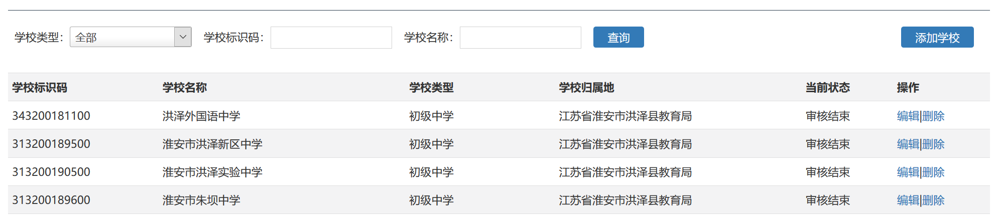 学校类型： 全部 学校标识码： 学校名称： 查询 添加学校
学校标识码 学校名称 学校类型 学校归属地 当前状态 操作
343200181100 洪泽外国语中学 初级中学 江苏省淮安市洪泽县教育局 审核结束 编辑|删除
313200189500 淮安市洪泽新区中学 初级中学 江苏省淮安市洪泽县教育局 审核结束 编辑|删除
313200190500 淮安市洪泽实验中学 初级中学 江苏省淮安市洪泽县教育局 审核结束 编辑|删除
313200189600 淮安市朱坝中学 初级中学 江苏省淮安市洪泽县教育局 审核结束 编辑|删除